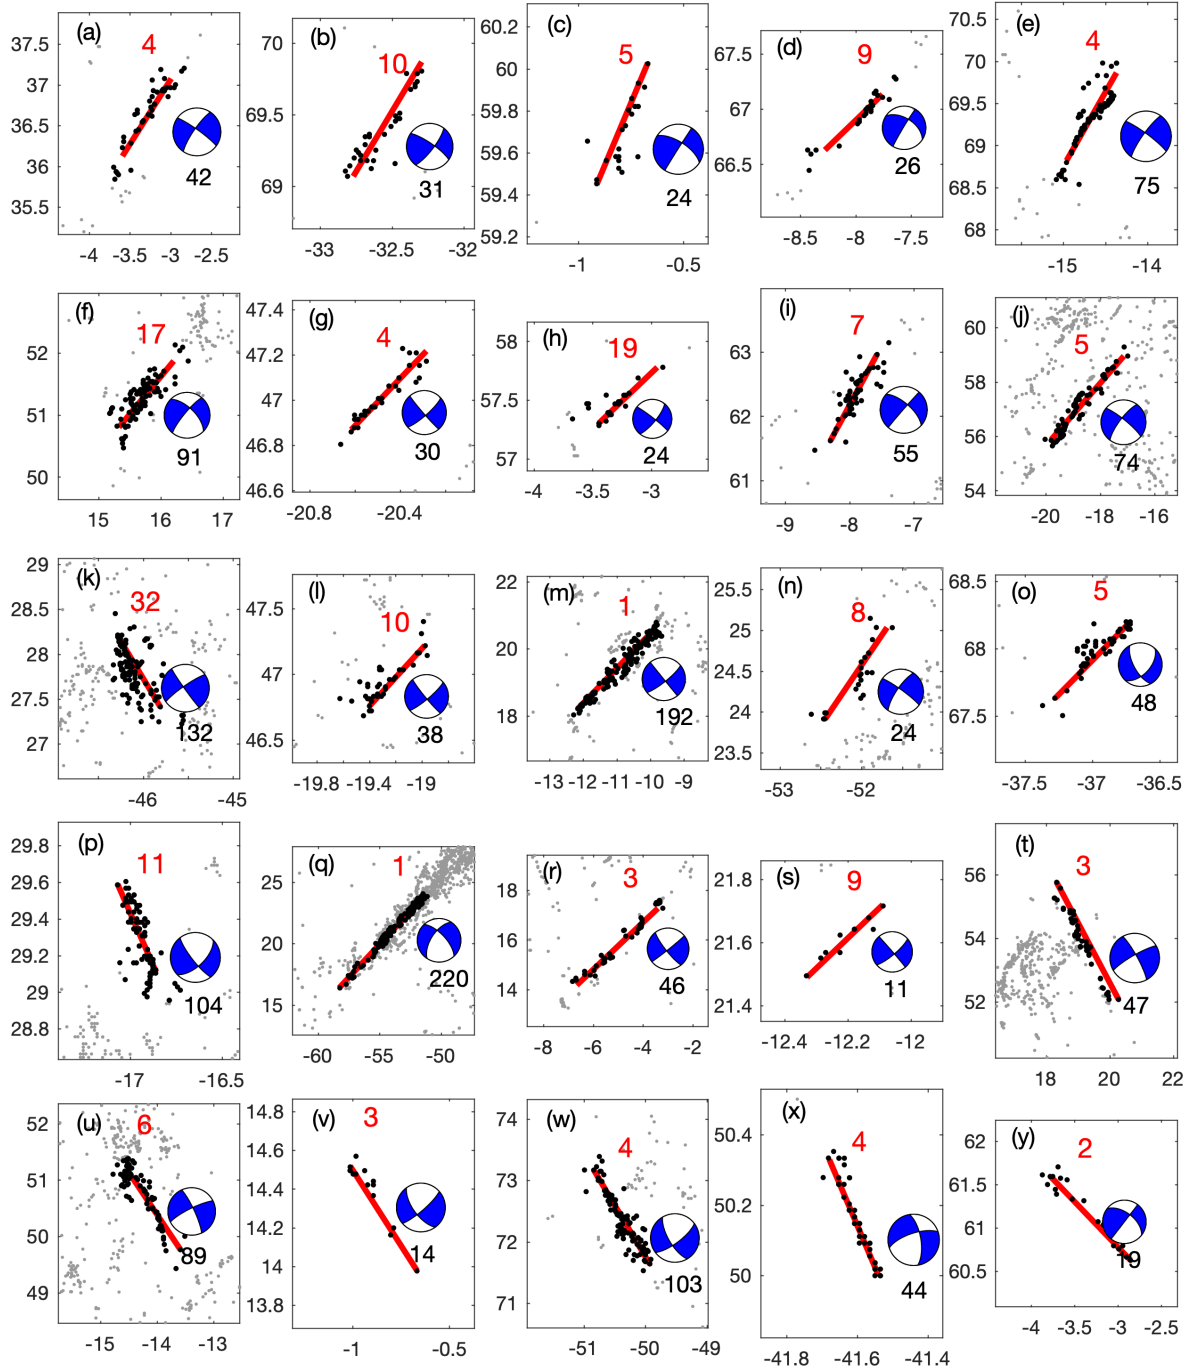 (a) 4 42
37.5 37 36.5 36 35.5
-4 -3.5 -3 -2.5
(b) 10 31
70 69.5 69
-33 -32.5 -32
(c) 5 24
60.2 60 59.8 59.6 59.4 59.2
-1 -0.5
(d) 9 26
67.5 67 66.5
-8.5 -8 -7.5
(e) 4 75
70.5 70 69.5 69 68.5 68
-15 -14
(f) 17 91
52 51 50
15 16 17
(g) 4 30
47.4 47.2 47 46.8 46.6
-20.8 -20.4
(h) 19 24
58 57.5 57
-4 -3.5 -3
(i) 7 55
63 62 61
-9 -8 -7
(j) 5 74
60 58 56 54
-20 -18 -16
(k) 32 132
29 28.5 28 27.5 27
-46 -45
(l) 10 38
47.5 47 46.5
-19.8 -19.4 -19
(m) 1 192
22 20 18
-13 -12 -11 -10 -9
(n) 8 24
25.5 25 24.5 24 23.5
-53 -52
(o) 5 48
68.5 68 67.5
-37.5 -37 -36.5
(p) 11 104
29.8 29.6 29.4 29.2 29 28.8
-17 -16.5
(q) 1 220
25 20 15
-60 -55 -50
(r) 3 46
18 16 14
-8 -6 -4 -2
(s) 9 11
21.8 21.6 21.4
-12.4 -12.2 -12
(t) 3 47
56 54 52
18 20 22
(u) 6 89
52 51 50 49
-15 -14 -13
(v) 3 14
14.8 14.6 14.4 14.2 14 13.8
-1 -0.5
(w) 4 103
74 73 72 71
-51 -50 -49
(x) 4 44
50.4 50.2 50
-41.8 -41.6 -41.4
(y) 2 19
62 61.5 61 60.5
-4 -3.5 -3 -2.5